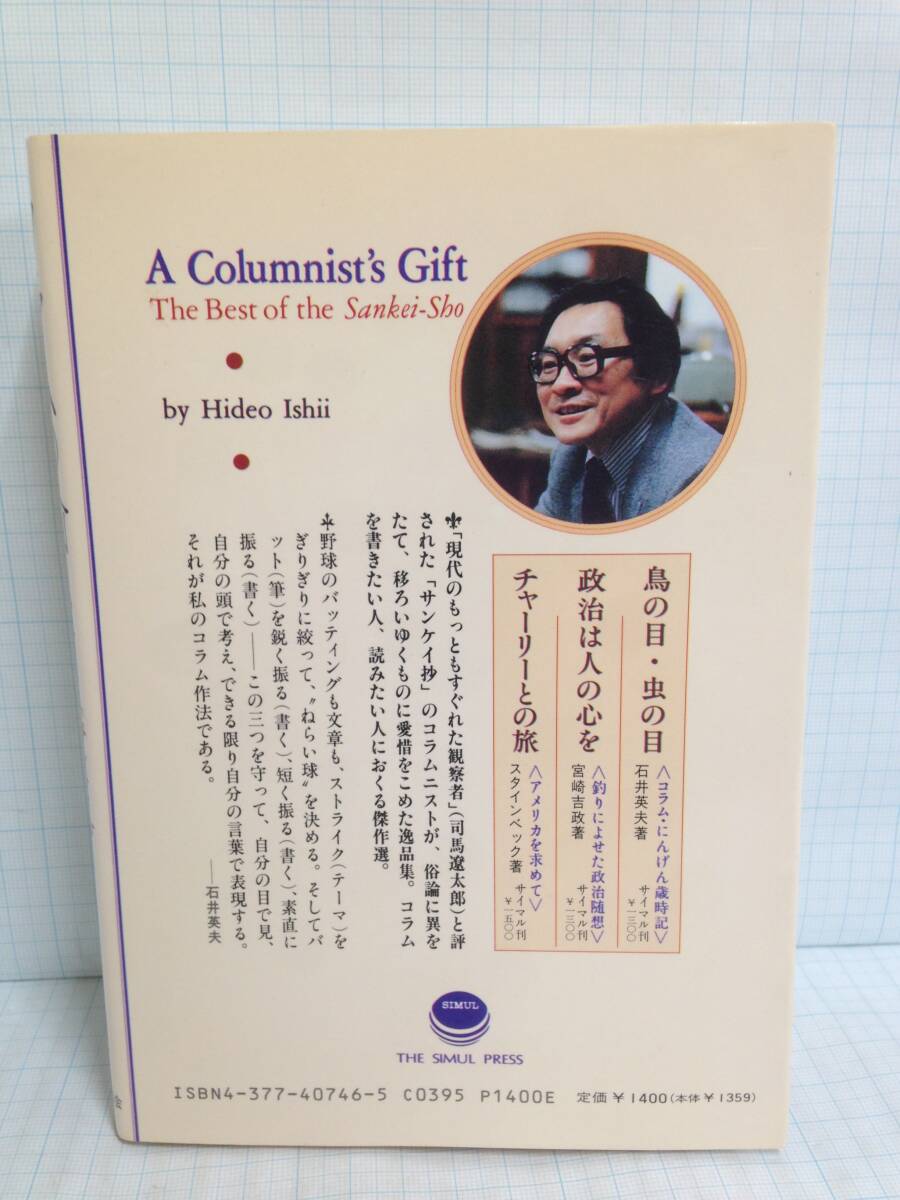 A Columnist's Gift
The Best of the Sankei-Sho
by Hideo Ishii
鳥の目・虫の目
〈コラム・にんげん歳時記〉
石井英夫著
サイマル刊
￥一三〇〇
政治は人の心を
〈釣りによせた政治随想〉
宮崎吉政著
サイマル刊
￥一三〇〇
チャーリーとの旅
〈アメリカを求めて〉
スタインベック著
サイマル刊
￥一五〇〇
「現代のもっともすぐれた観察者」(司馬遼太郎)と評
された「サンケイ抄」のコラムニストが、俗論に異を
たて、移ろいゆくものに愛惜をこめた逸品集。コラム
を書きたい人、読みたい人におくる傑作選。
野球のバッティングも文章も、ストライク(テーマ)を
ぎりぎりに絞って、〝ねらい球〟を決める。そしてバ
ット(筆)を鋭く振る(書く)、短く振る(書く)、素直に
振る(書く)──この三つを守って、自分の目で見、
自分の頭で考え、できる限り自分の言葉で表現する。
それが私のコラム作法である。
──石井英夫
SIMUL
THE SIMUL PRESS
ISBN4-377-40746-5 C0395 P1400E 定価￥1400(本体￥1359)
会